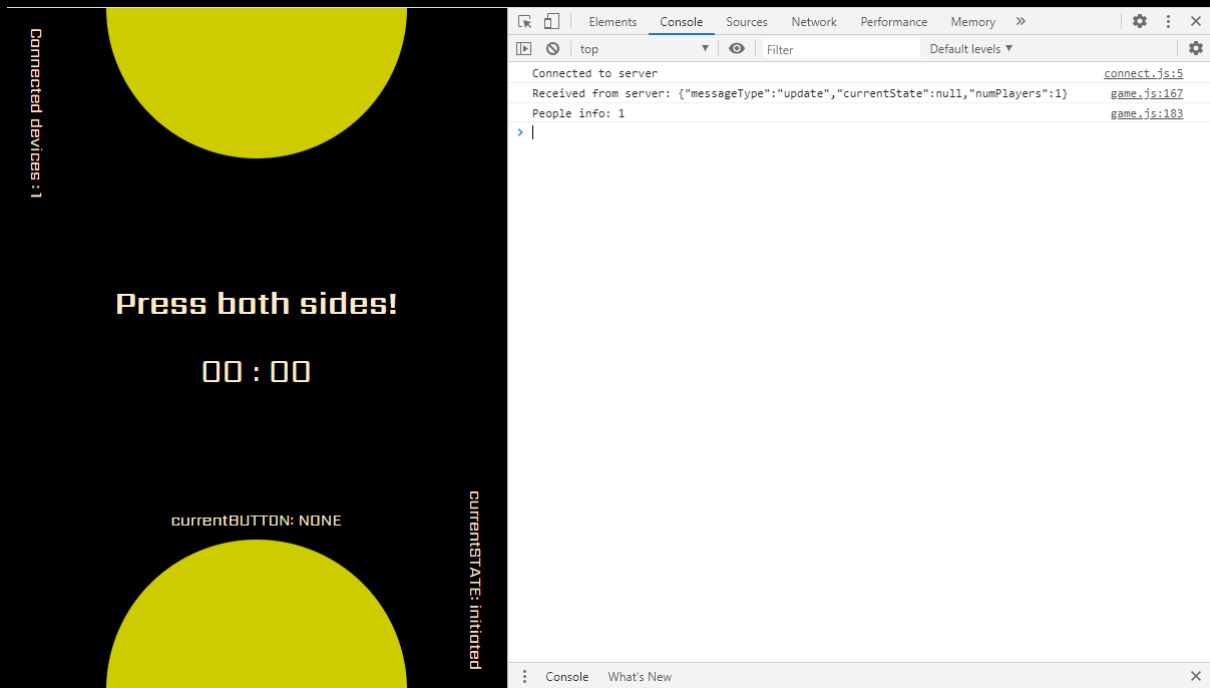 Connected devices : 1
Press both sides!
00 : 00
currentBUTTON: NONE
currentSTATE: initiated
Elements Console Sources Network Performance Memory »
top Filter Default levels
Connected to server connect.js:5
Received from server: {"messageType":"update","currentState":null,"numPlayers":1} game.js:167
People info: 1 game.js:183
Console What's New